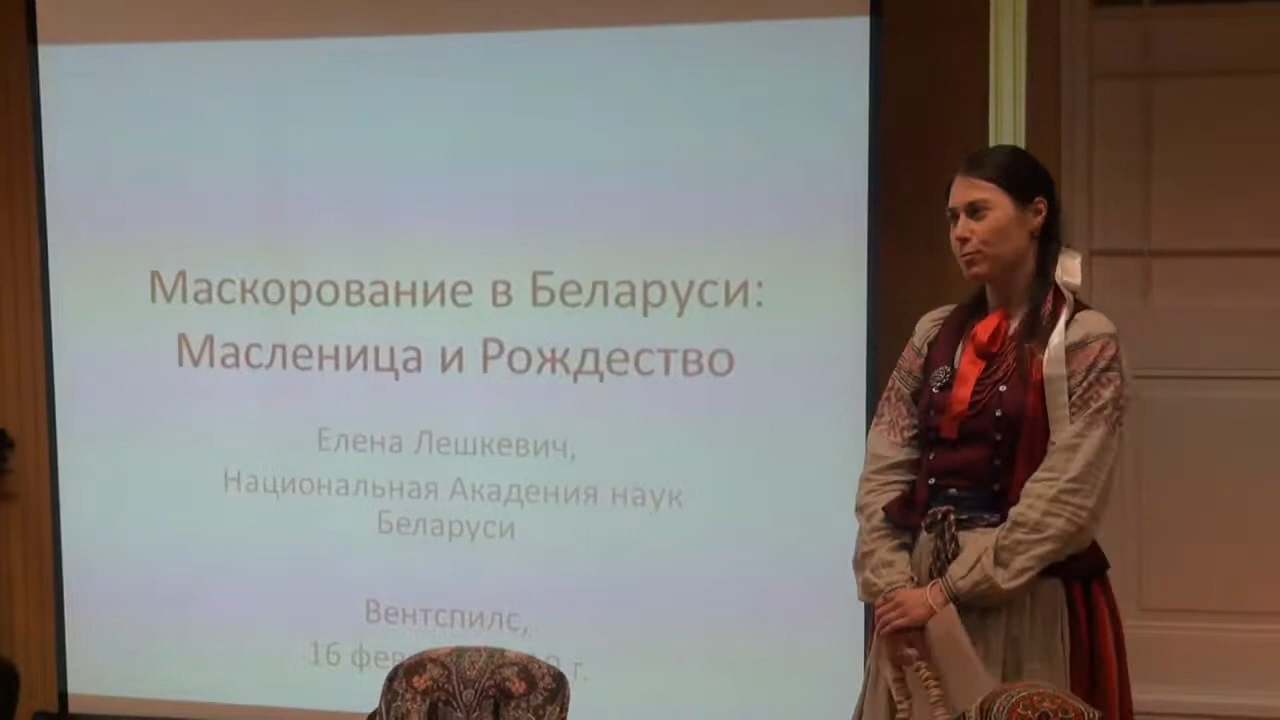 Маскорование в Беларуси:
Масленица и Рождество
Елена Лешкевич,
Национальная Академия наук
Беларуси
Вентспилс,
16 г.